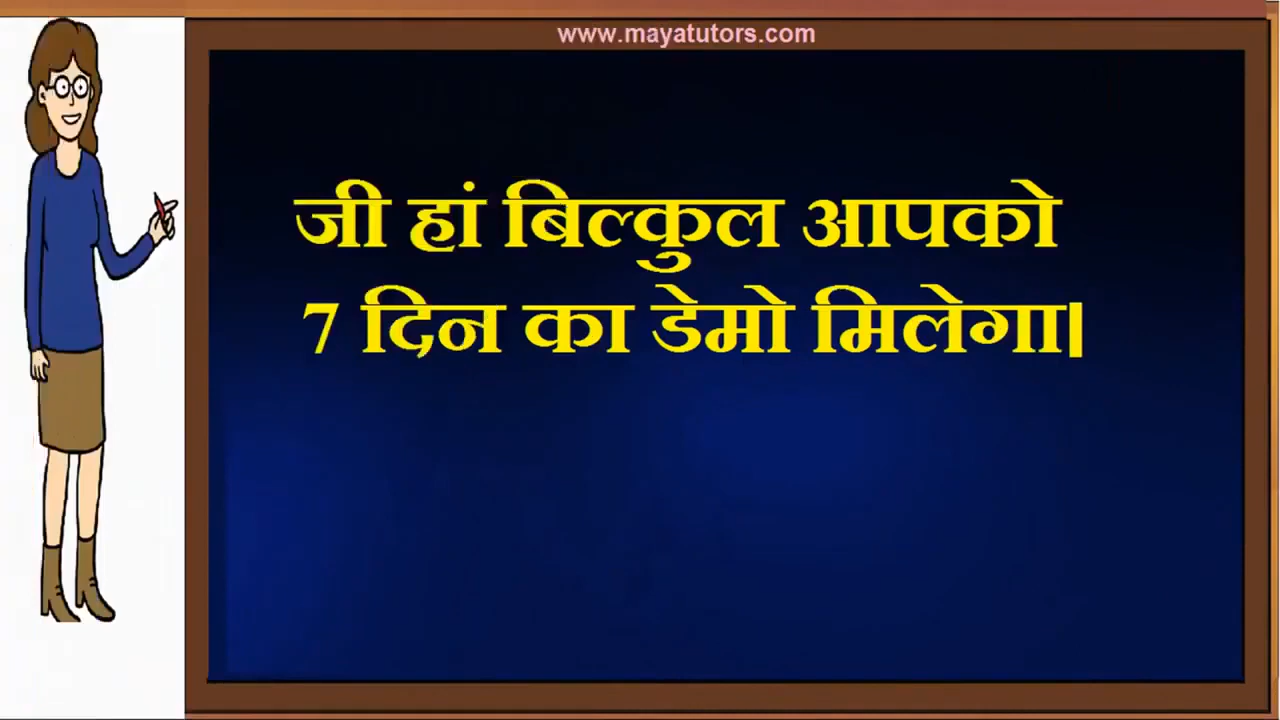 www.mayatutors.com
जी हां बिल्कुल आपको
7 दिन का डेमो मिलेगा।